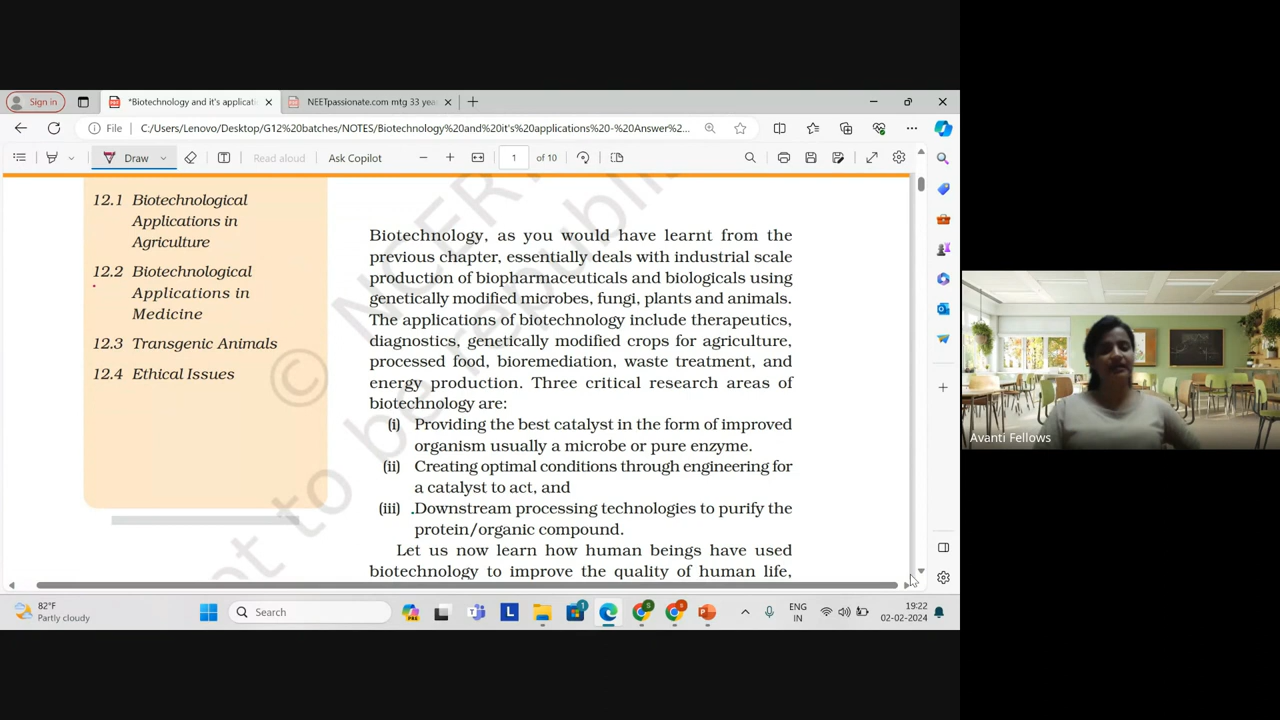 Sign in
*Biotechnology and it's applicati
NEETpassionate.com mtg 33 yea
File
C:/Users/Lenovo/Desktop/G12%20batches/NOTES/Biotechnology%20and%20it's%20applications%20-%20Answer%2...
Draw
Read aloud
Ask Copilot
1
of 10
12.1 Biotechnological
Applications in
Agriculture
12.2 Biotechnological
Applications in
Medicine
12.3 Transgenic Animals
12.4 Ethical Issues
© NCERT
not to be republi
Biotechnology, as you would have learnt from the
previous chapter, essentially deals with industrial scale
production of biopharmaceuticals and biologicals using
genetically modified microbes, fungi, plants and animals.
The applications of biotechnology include therapeutics,
diagnostics, genetically modified crops for agriculture,
processed food, bioremediation, waste treatment, and
energy production. Three critical research areas of
biotechnology are:
(i) Providing the best catalyst in the form of improved
organism usually a microbe or pure enzyme.
(ii) Creating optimal conditions through engineering for
a catalyst to act, and
(iii) Downstream processing technologies to purify the
protein/organic compound.
Let us now learn how human beings have used
biotechnology to improve the quality of human life,
Avanti Fellows
82°F
Partly cloudy
Search
ENG
IN
19:22
02-02-2024